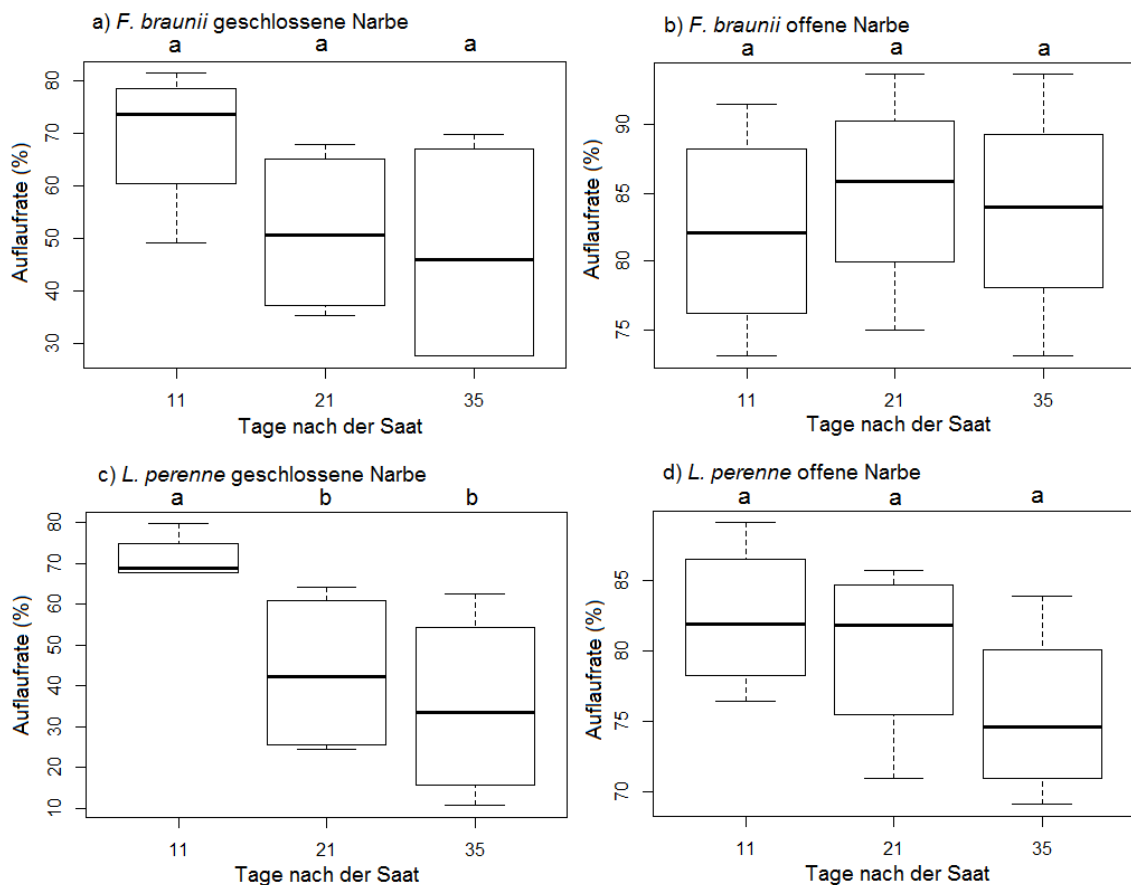 a) F. braunii geschlossene Narbe
a a a
Auflaufrate (%)
80
70
60
50
40
30
11 21 35
Tage nach der Saat
b) F. braunii offene Narbe
a a a
Auflaufrate (%)
90
85
80
75
11 21 35
Tage nach der Saat
c) L. perenne geschlossene Narbe
a b b
Auflaufrate (%)
80
70
60
50
40
30
20
10
11 21 35
Tage nach der Saat
d) L. perenne offene Narbe
a a a
Auflaufrate (%)
85
80
75
70
11 21 35
Tage nach der Saat